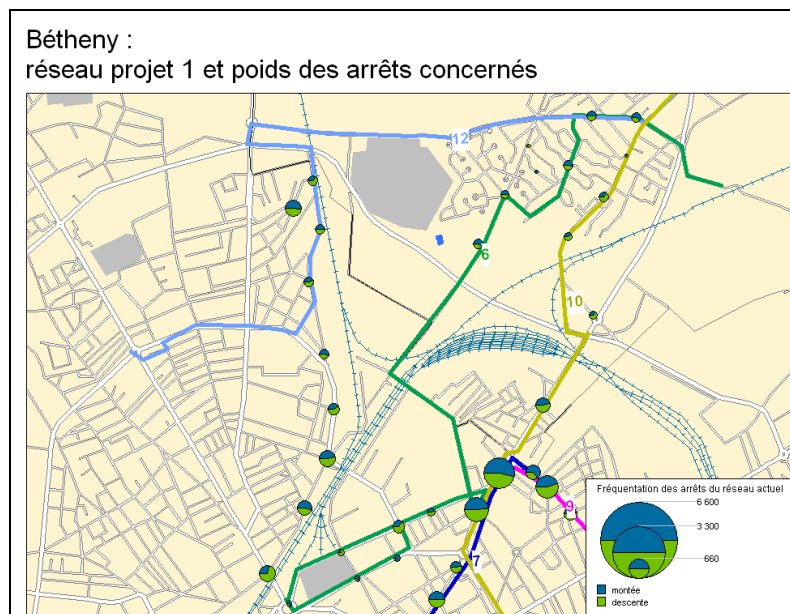 Bétheny :
réseau projet 1 et poids des arrêts concernés
12
6
10
9
7
Fréquentation des arrêts du réseau actuel
6 600
3 300
660
montée
descente